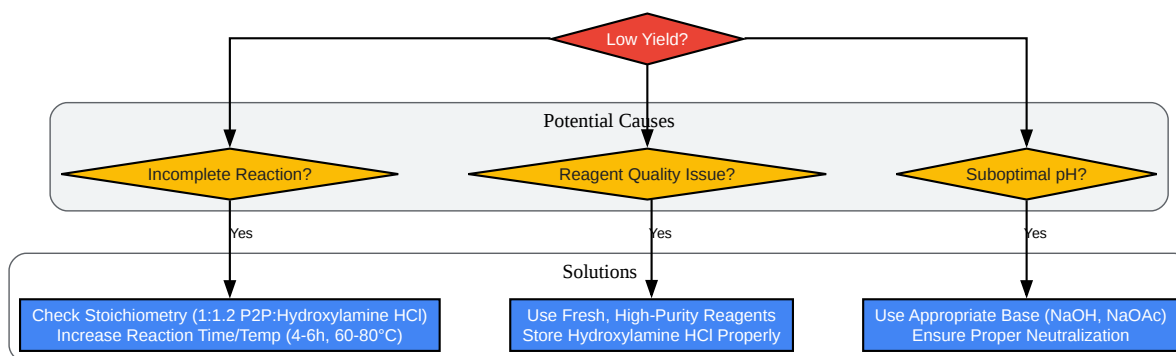 Low Yield?
Potential Causes
Incomplete Reaction?
Reagent Quality Issue?
Suboptimal pH?
Yes
Yes
Yes
Solutions
Check Stoichiometry (1:1.2 P2P:Hydroxylamine HCl)
Increase Reaction Time/Temp (4-6h, 60-80°C)
Use Fresh, High-Purity Reagents
Store Hydroxylamine HCl Properly
Use Appropriate Base (NaOH, NaOAc)
Ensure Proper Neutralization